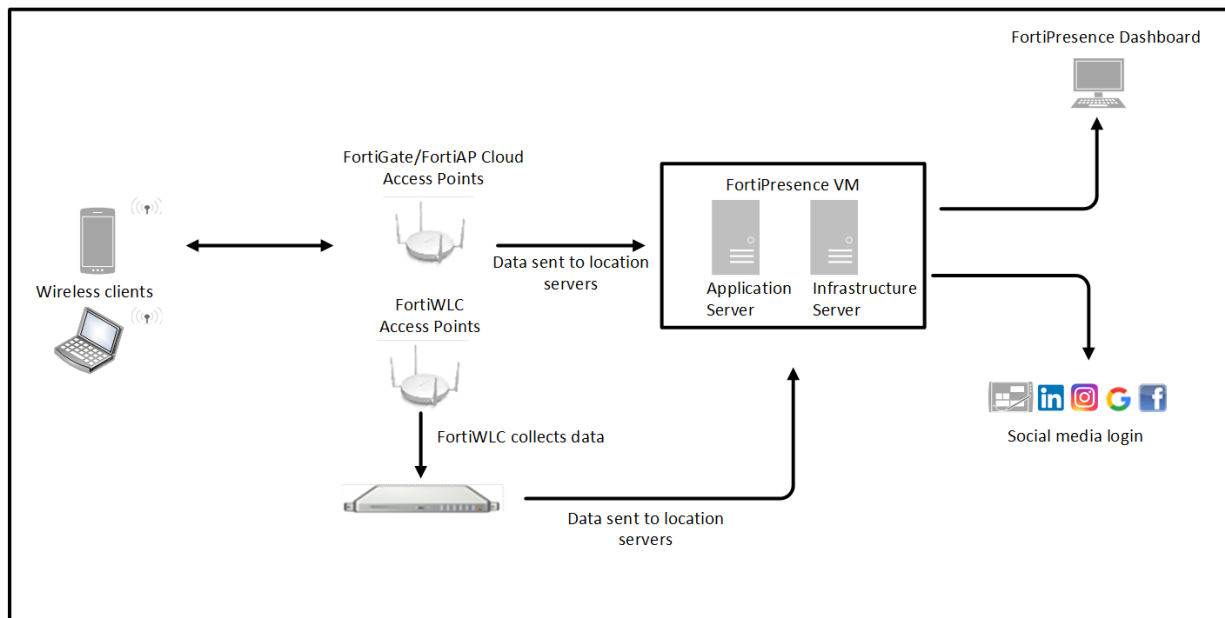 FortiPresence Dashboard
FortiGate/FortiAP Cloud
Access Points
FortiPresence VM
Wireless clients
Data sent to location
servers
Application
Server
Infrastructure
Server
FortiWLC
Access Points
in
G
f
Social media login
FortiWLC collects data
Data sent to location
servers